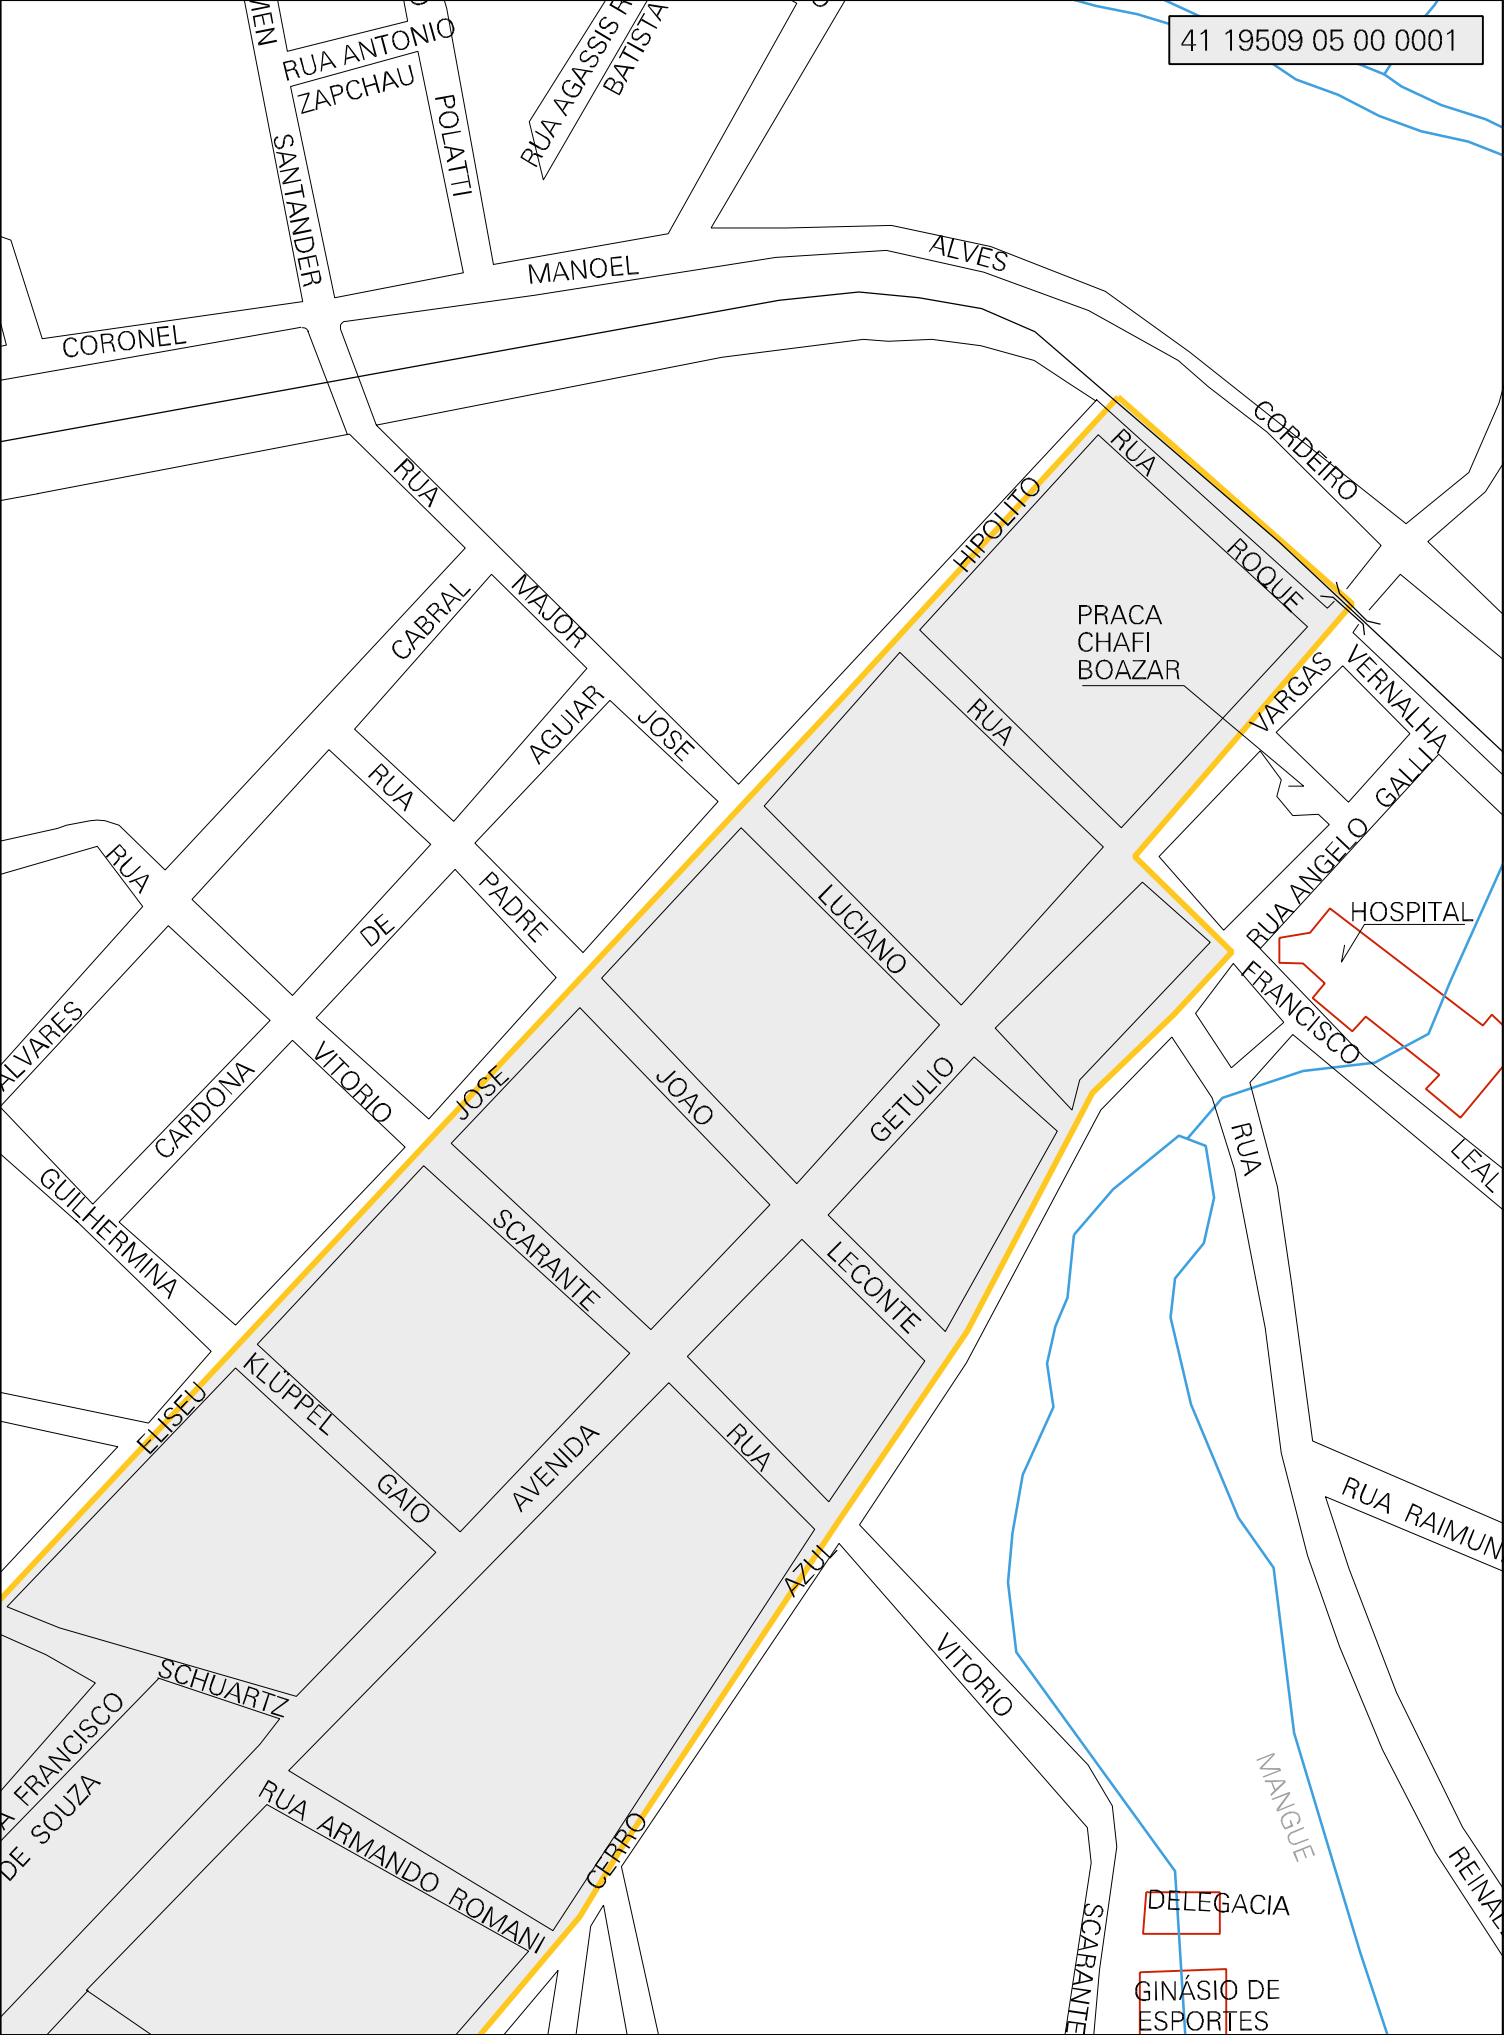 41 19509 05 00 0001
RUA ANTONIO
ZAPCHAU
SANTANDER
POLATTI
RUA AGASSIS
BATISTA
CORONEL
MANOEL
ALVES
CORDEIRO
RUA
MAJOR
JOSE
HIPOLITO
RUA
ROQUE
VERNALHA
PRACA
CHAFI
BOAZAR
VARGAS
CABRAL
AGUIAR
RUA
RUA
RUA ANGELO GALLI
HOSPITAL
RUA
DE
PADRE
LUCIANO
FRANCISCO
LEAL
ALVARES
CARDONA
VITORIO
JOSE
JOAO
GETULIO
RUA
GUILHERMINA
SCARANTE
LECONTE
ELISEU
KLÜPPEL
GAIO
AVENIDA
RUA
AZUL
RUA RAIMUN
VITORIO
SCHUARTZ
A FRANCISCO
DE SOUZA
RUA ARMANDO ROMANI
CERRO
MANGUE
REINAL
SCARANTE
DELEGACIA
GINÁSIO DE
ESPORTES